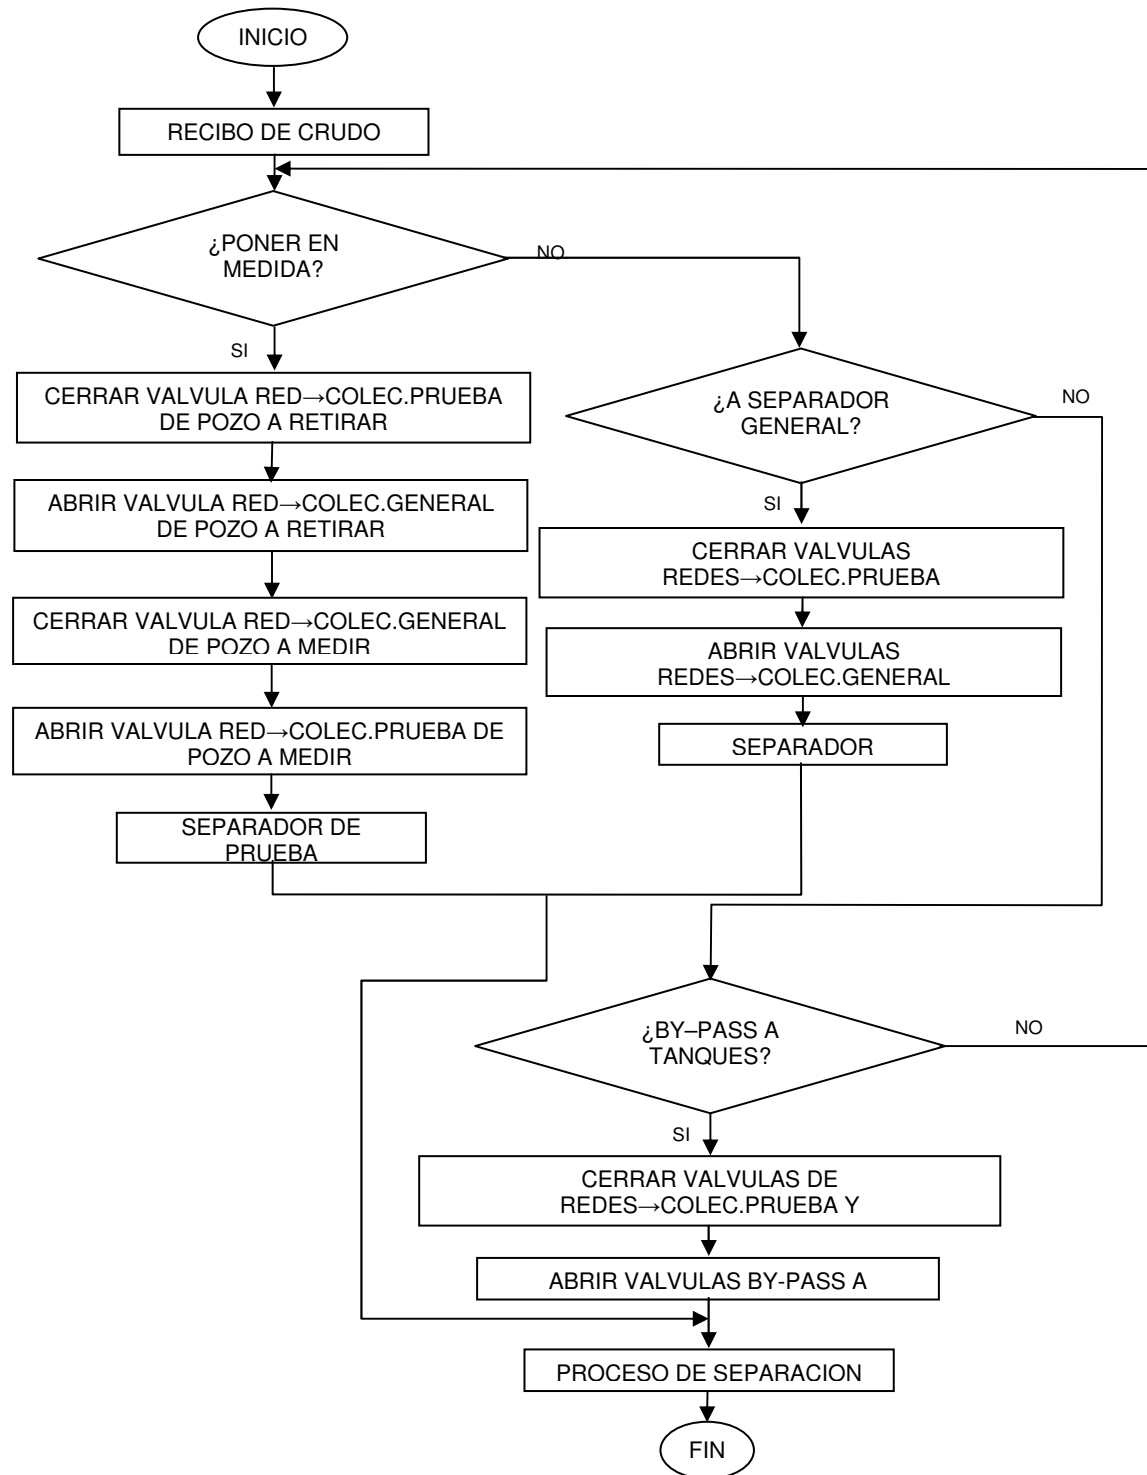 INICIO
RECIBO DE CRUDO
¿PONER EN
MEDIDA?
NO
SI
CERRAR VALVULA RED→COLEC.PRUEBA
DE POZO A RETIRAR
ABRIR VALVULA RED→COLEC.GENERAL
DE POZO A RETIRAR
CERRAR VALVULA RED→COLEC.GENERAL
DE POZO A MEDIR
ABRIR VALVULA RED→COLEC.PRUEBA DE
POZO A MEDIR
SEPARADOR DE
PRUEBA
¿A SEPARADOR
GENERAL?
NO
SI
CERRAR VALVULAS
REDES→COLEC.PRUEBA
ABRIR VALVULAS
REDES→COLEC.GENERAL
SEPARADOR
¿BY–PASS A
TANQUES?
NO
SI
CERRAR VALVULAS DE
REDES→COLEC.PRUEBA Y
ABRIR VALVULAS BY-PASS A
PROCESO DE SEPARACION
FIN